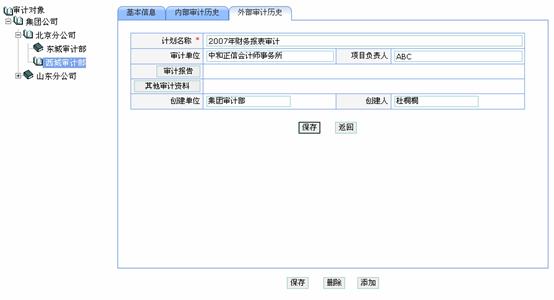 审计对象
集团公司
北京分公司
东城审计部
西城审计部
山东分公司
基本信息 内部审计历史 外部审计历史
计划名称 * 2007年财务报表审计
审计单位 中和正信会计师事务所 项目负责人 ABC
审计报告
其他审计资料
创建单位 集团审计部 创建人 杜桐桐
保存 返回
保存 删除 添加